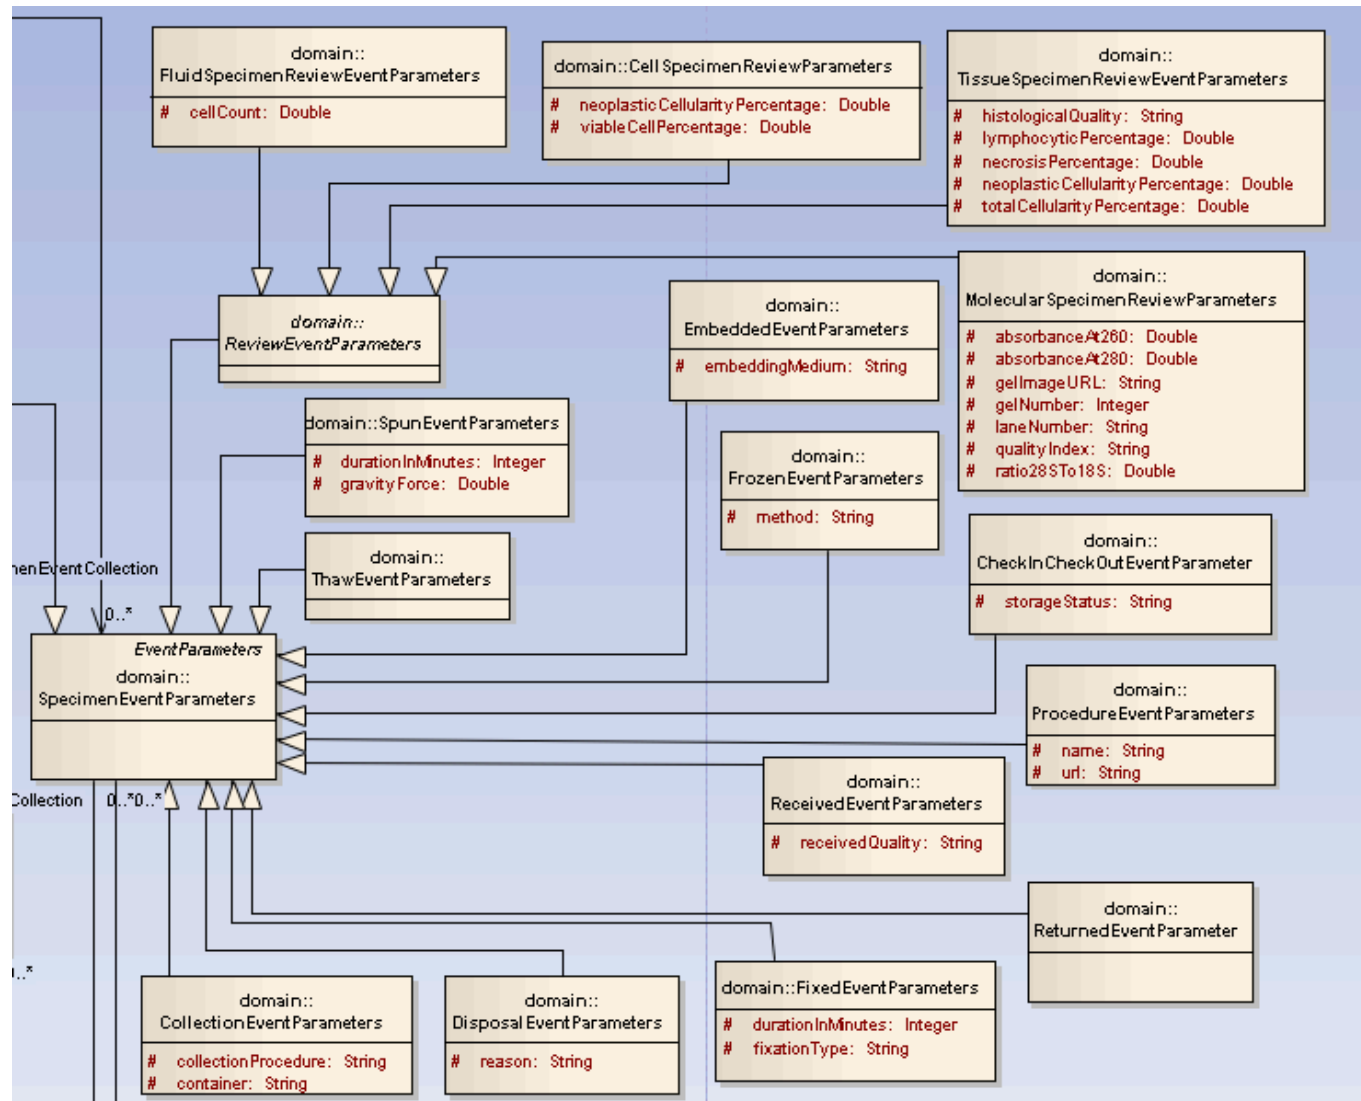 domain::
FluidSpecimenReviewEventParameters
# cellCount: Double
domain::CellSpecimenReviewParameters
# neoplasticCellularityPercentage: Double
# viableCellPercentage: Double
domain::
TissueSpecimenReviewEventParameters
# histologicalQuality: String
# lymphocyticPercentage: Double
# necrosisPercentage: Double
# neoplasticCellularityPercentage: Double
# totalCellularityPercentage: Double
domain::
ReviewEventParameters
domain::
EmbeddedEventParameters
# embeddingMedium: String
domain::
MolecularSpecimenReviewParameters
# absorbanceAt260: Double
# absorbanceAt280: Double
# gelImageURL: String
# gelNumber: Integer
# laneNumber: String
# qualityIndex: String
# ratio28STo18S: Double
domain::SpunEventParameters
# durationInMinutes: Integer
# gravityForce: Double
domain::
FrozenEventParameters
# method: String
domain::
ThawEventParameters
domain::
CheckInCheckOutEventParameter
# storageStatus: String
menEventCollection
0..*
EventParameters
domain::
SpecimenEventParameters
domain::
ProcedureEventParameters
# name: String
# url: String
domain::
ReceivedEventParameters
# receivedQuality: String
Collection 0..*0..*
domain::
ReturnedEventParameter
..*
domain::
CollectionEventParameters
# collectionProcedure: String
# container: String
domain::
DisposalEventParameters
# reason: String
domain::FixedEventParameters
# durationInMinutes: Integer
# fixationType: String